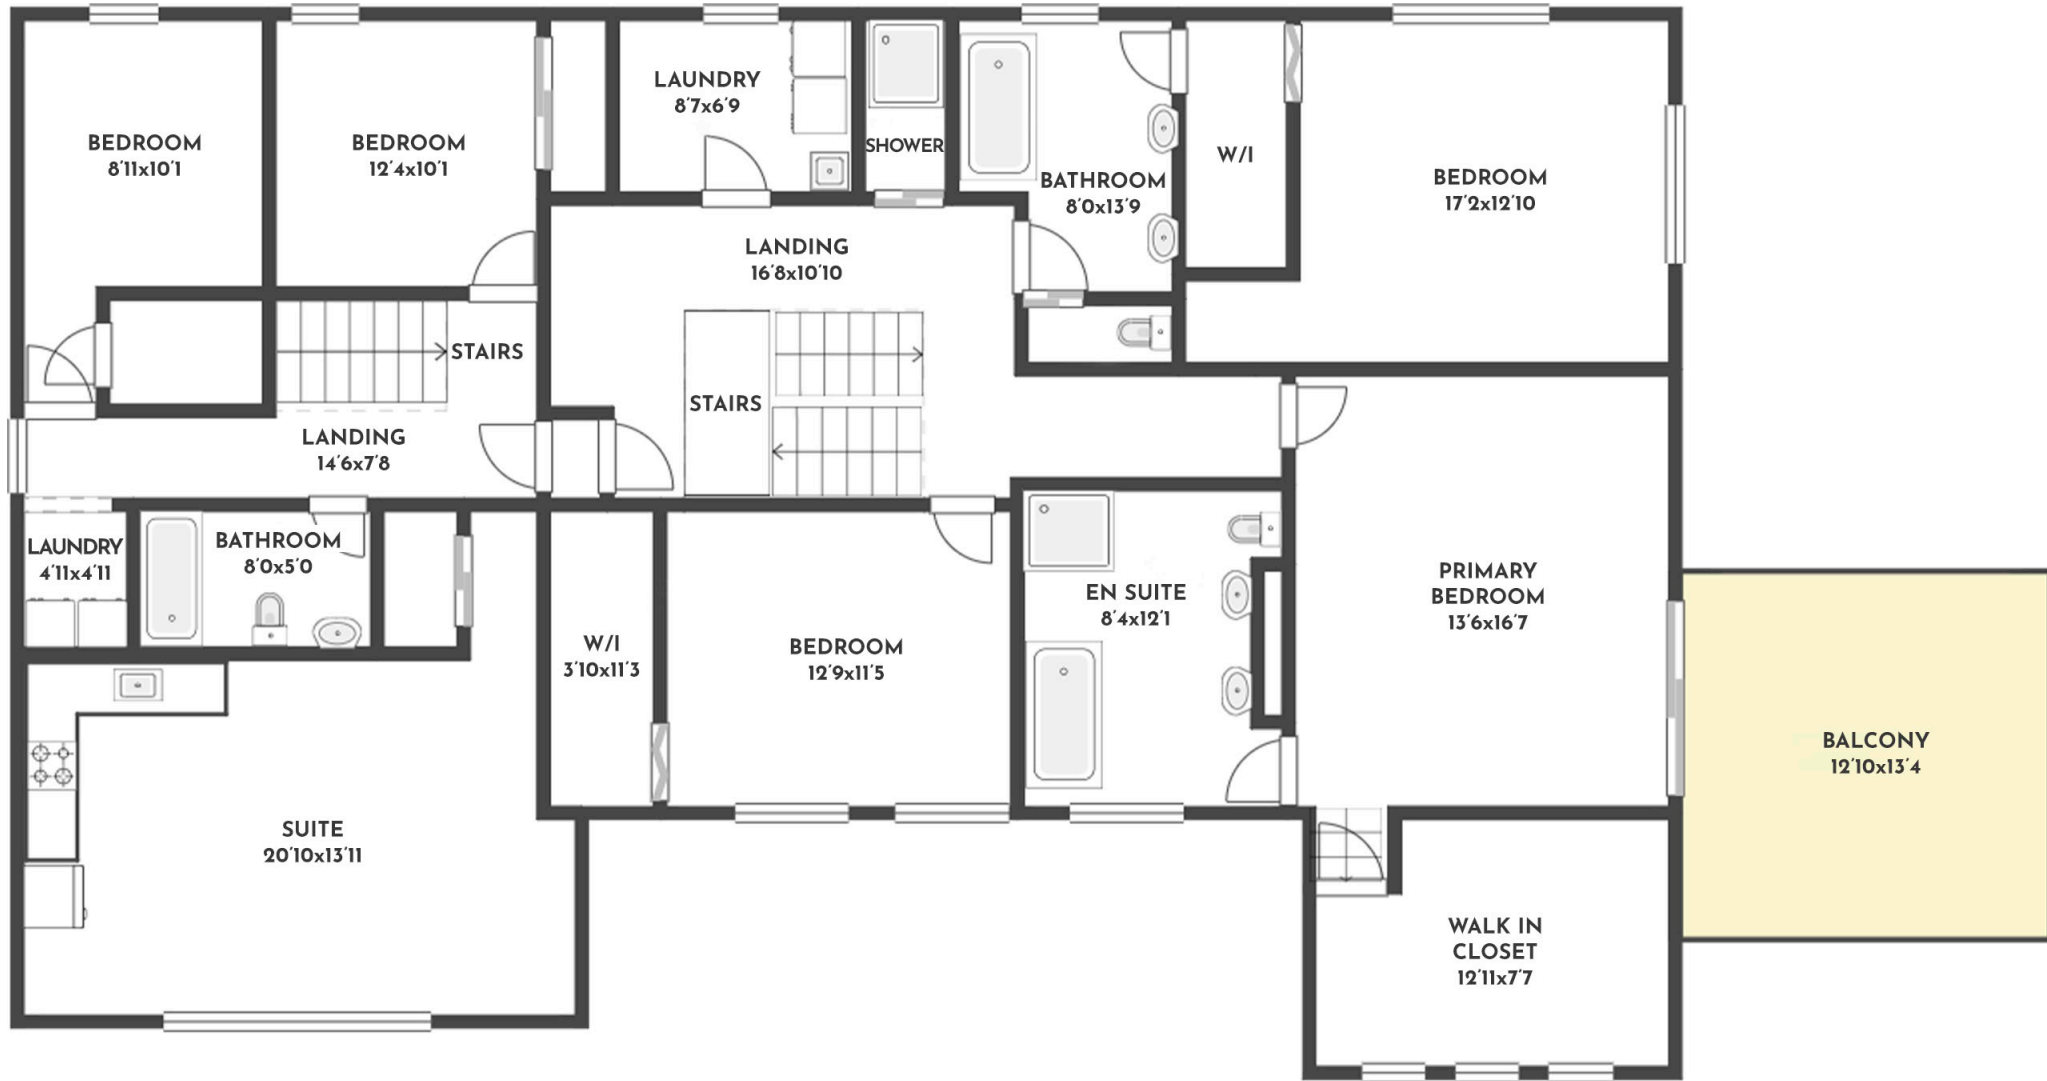 BEDROOM
8'11x10'1
BEDROOM
12'4x10'1
LAUNDRY
8'7x6'9
SHOWER
BATHROOM
8'0x13'9
W/I
BEDROOM
17'2x12'10
LANDING
16'8x10'10
STAIRS
STAIRS
LANDING
14'6x7'8
LAUNDRY
4'11x4'11
BATHROOM
8'0x5'0
W/I
3'10x11'3
BEDROOM
12'9x11'5
EN SUITE
8'4x12'1
PRIMARY
BEDROOM
13'6x16'7
BALCONY
12'10x13'4
SUITE
20'10x13'11
WALK IN
CLOSET
12'11x7'7